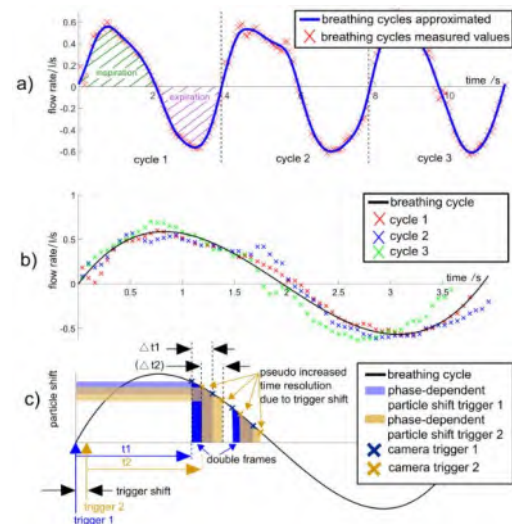 a)
flow rate/l/s
0.6
0.4
0.2
0
-0.2
-0.4
-0.6
breathing cycles approximated
breathing cycles measured values
inspiration
expiration
time /s
2
4
6
8
10
cycle 1
cycle 2
cycle 3
b)
flow rate/l/s
0.5
0
-0.5
breathing cycle
cycle 1
cycle 2
cycle 3
time /s
0.5
1
1.5
2
2.5
3
3.5
c)
particle shift
△t1
(△t2)
pseudo increased
time resolution
due to trigger shift
t1
t2
double frames
trigger shift
trigger 2
trigger 1
breathing cycle
phase-dependent
particle shift trigger 1
phase-dependent
particle shift trigger 2
camera trigger 1
camera trigger 2